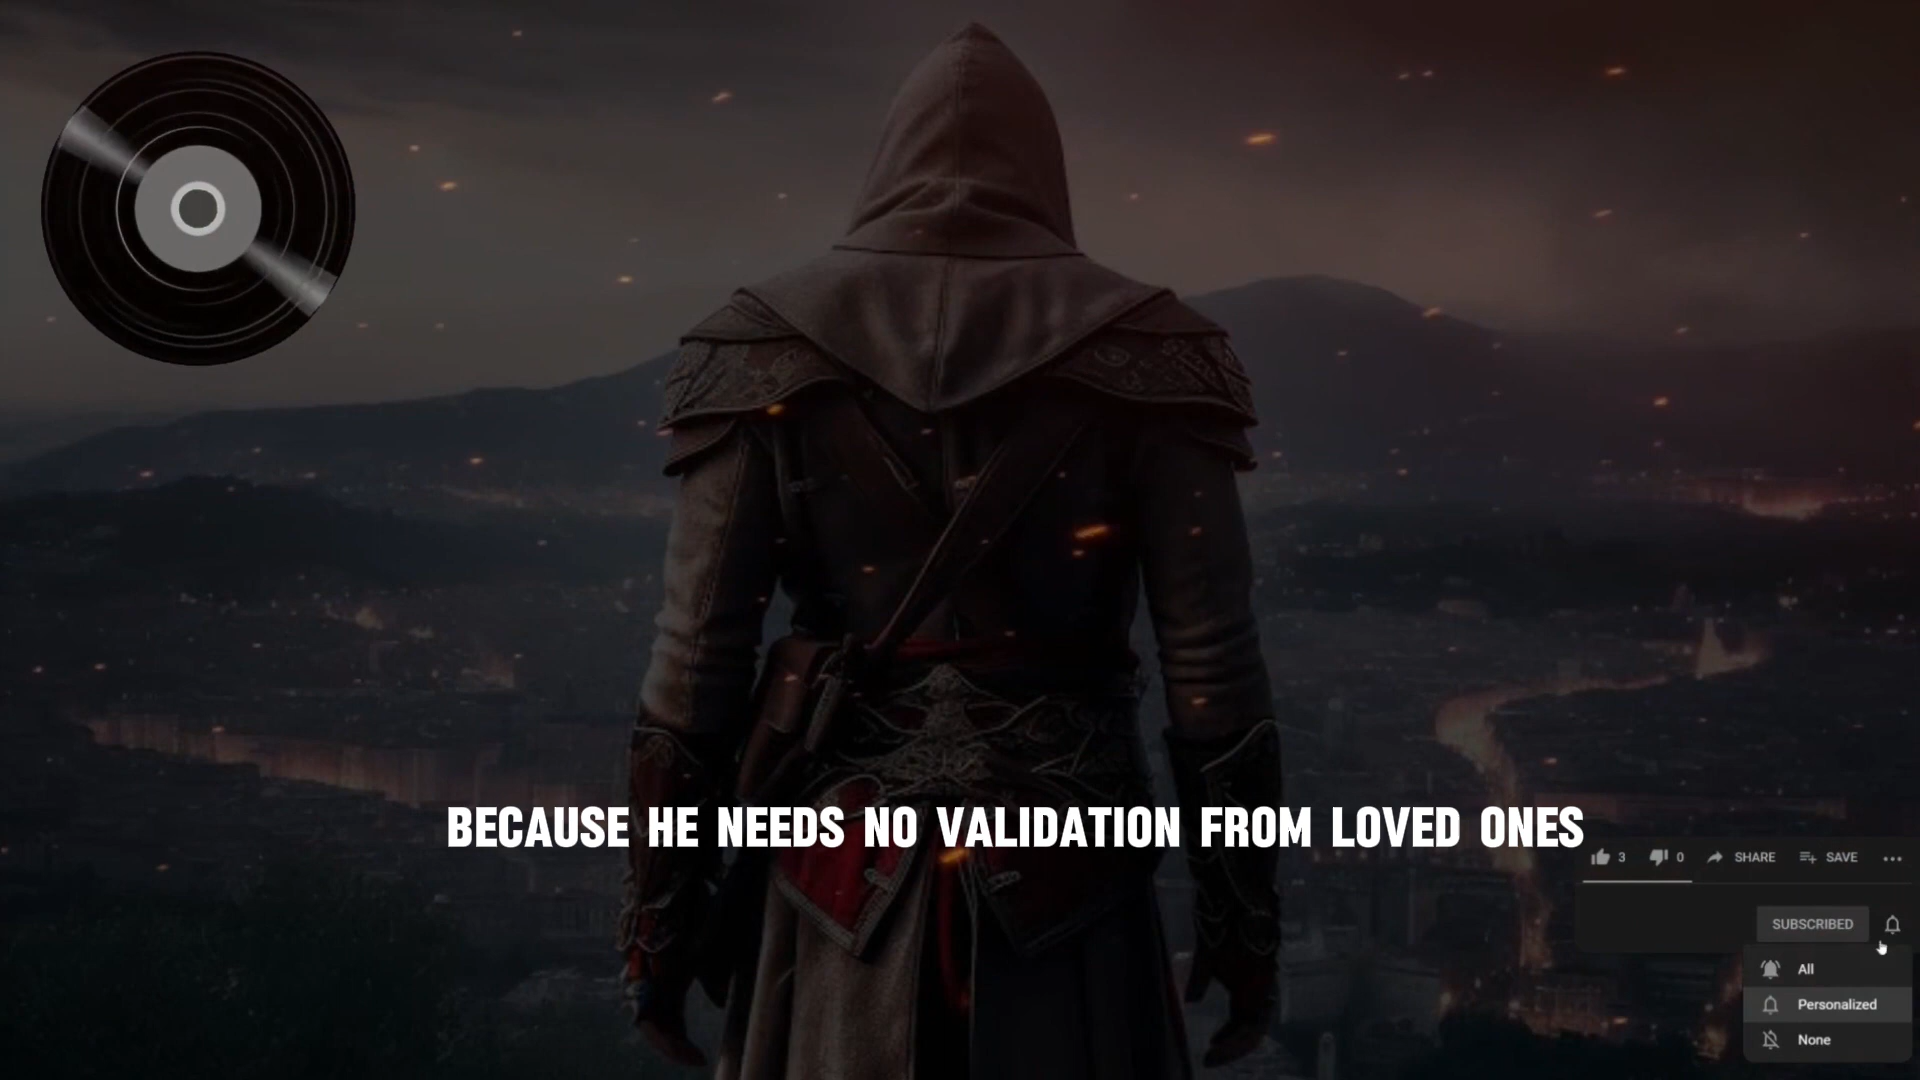 BECAUSE HE NEEDS NO VALIDATION FROM LOVED ONES
3 0 SHARE SAVE
SUBSCRIBED
All
Personalized
None